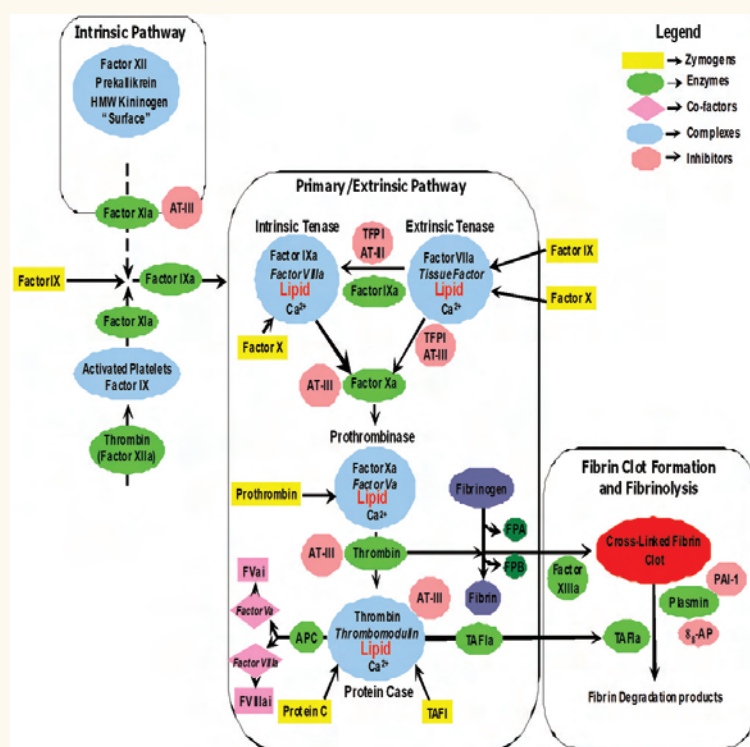 Intrinsic Pathway
Factor XII
Prekallikrein
HMW Kininogen
"Surface"
Factor XIa
AT-III
Factor IX
Factor IXa
Factor XIa
Activated Platelets
Factor IX
Thrombin
(Factor XIIa)
Legend
Zymogens
Enzymes
Co-factors
Complexes
Inhibitors
Primary/Extrinsic Pathway
Intrinsic Tenase
Extrinsic Tenase
Factor IXa
Factor VIIIa
Lipid
Ca2+
TFPI
AT-III
Factor IXa
Factor VIIa
Tissue Factor
Lipid
Ca2+
Factor IX
Factor X
Factor X
TFPI
AT-III
AT-III
Factor Xa
Prothrombinase
Factor Xa
Factor Va
Lipid
Ca2+
Prothrombin
Fibrinogen
FPA
FPB
Fibrin
AT-III
Thrombin
AT-III
Thrombin
Thrombomodulin
Lipid
Ca2+
Protein Case
APC
FVai
Factor Va
Factor VIIIa
FVIIIai
Protein C
TAFI
TAFIa
Fibrin Clot Formation
and Fibrinolysis
Cross-Linked Fibrin
Clot
Factor
XIIIa
PAI-1
Plasmin
TAFIa
Fibrin Degradation products